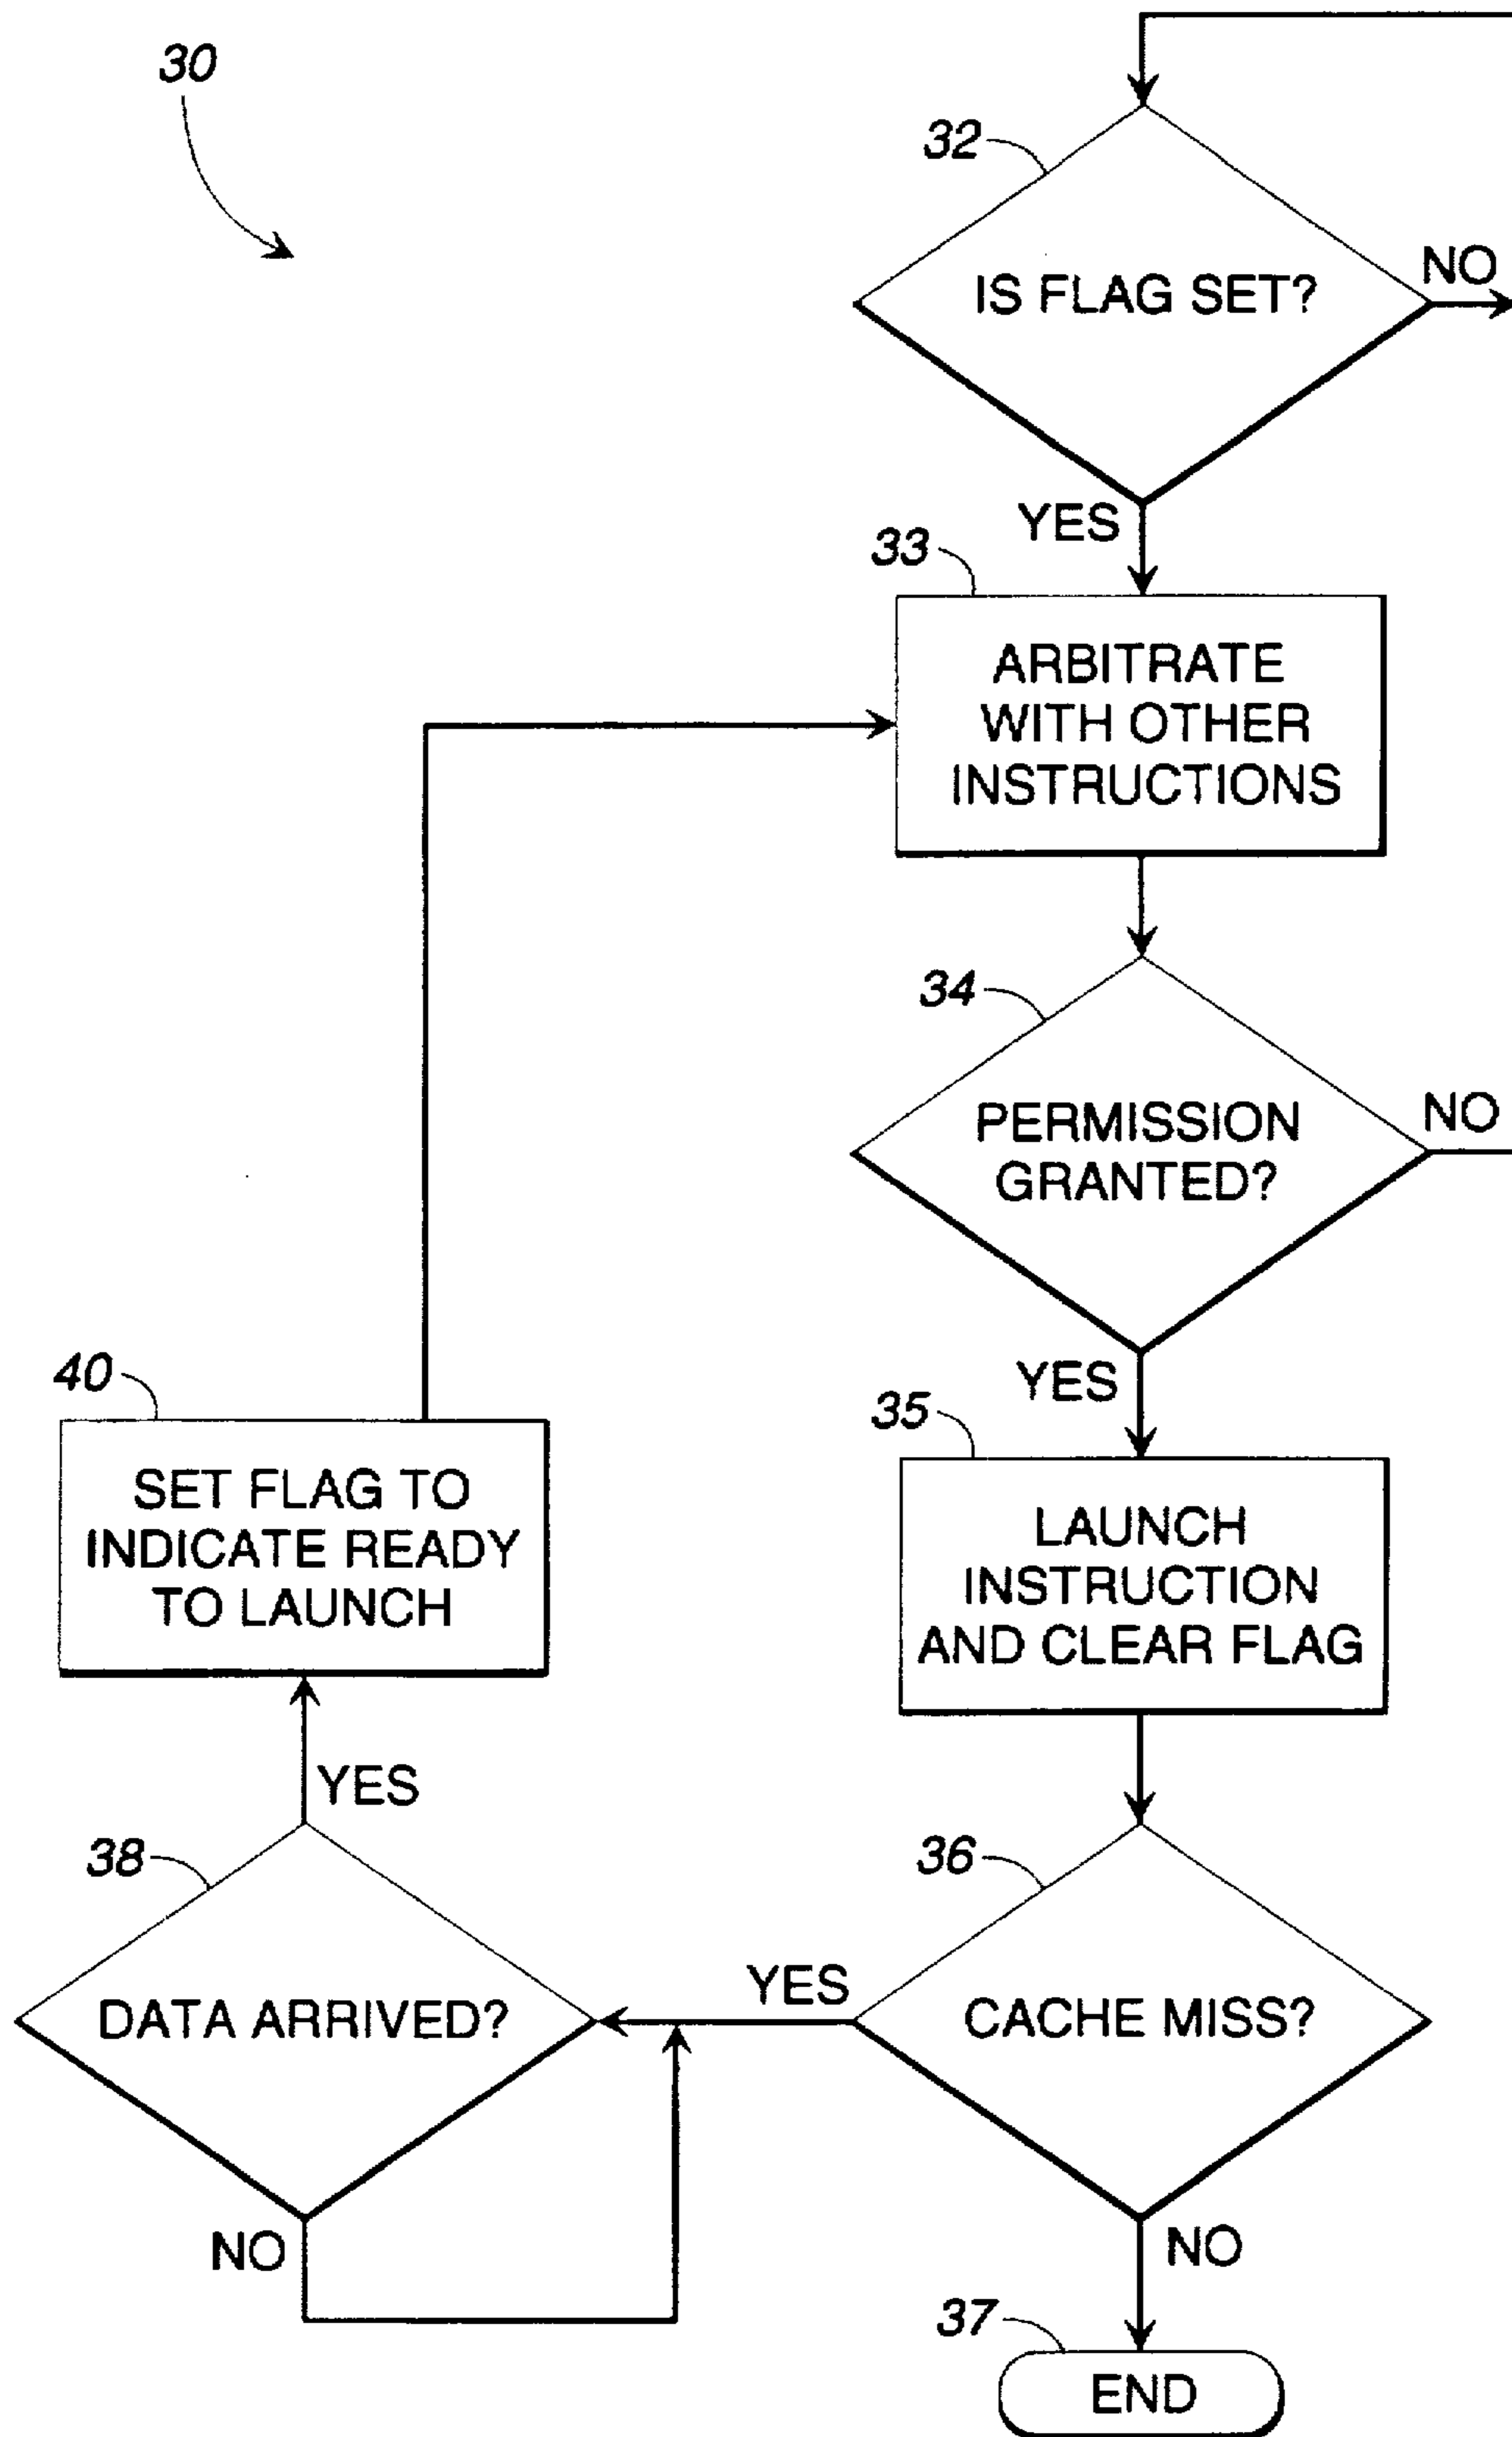 30
32
IS FLAG SET?
NO
YES
33
ARBITRATE
WITH OTHER
INSTRUCTIONS
34
PERMISSION
GRANTED?
NO
YES
35
LAUNCH
INSTRUCTION
AND CLEAR FLAG
40
SET FLAG TO
INDICATE READY
TO LAUNCH
YES
38
DATA ARRIVED?
NO
36
CACHE MISS?
YES
NO
37
END